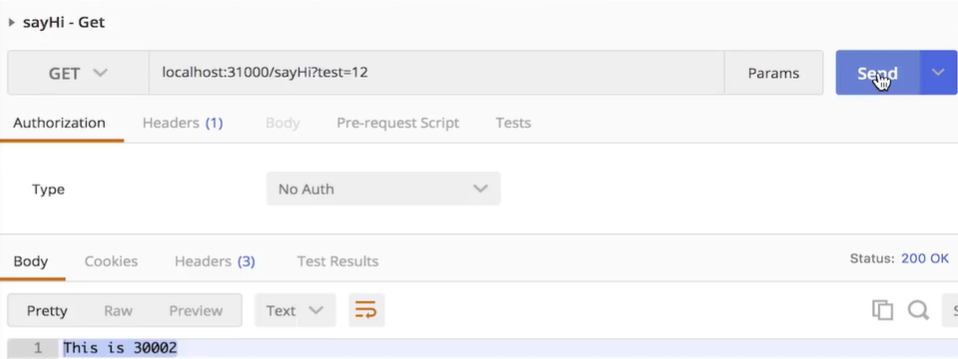 sayHi - Get
GET localhost:31000/sayHi?test=12 Params Send
Authorization Headers (1) Body Pre-request Script Tests
Type No Auth
Body Cookies Headers (3) Test Results Status: 200 OK
Pretty Raw Preview Text
1 This is 30002